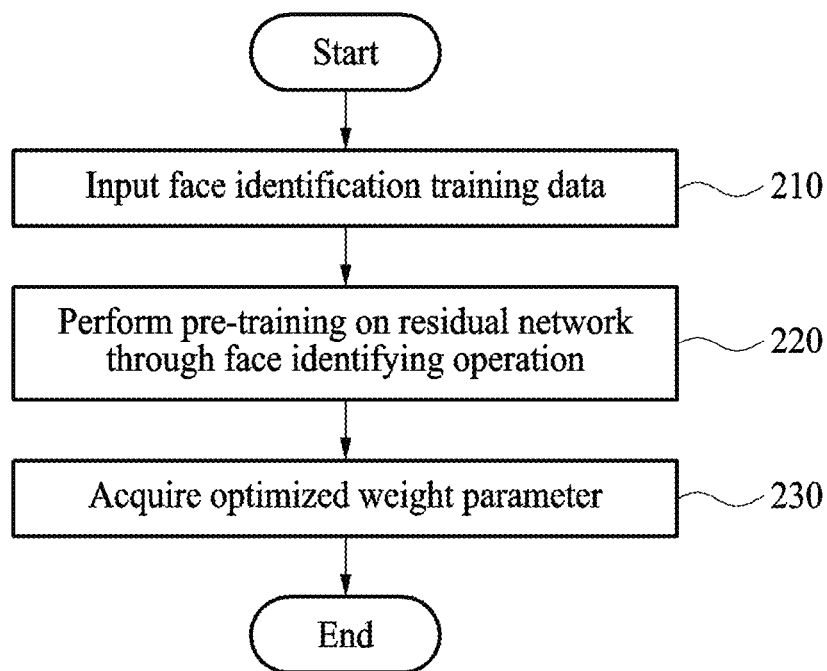 Start
Input face identification training data
210
Perform pre-training on residual network
through face identifying operation
220
Acquire optimized weight parameter
230
End